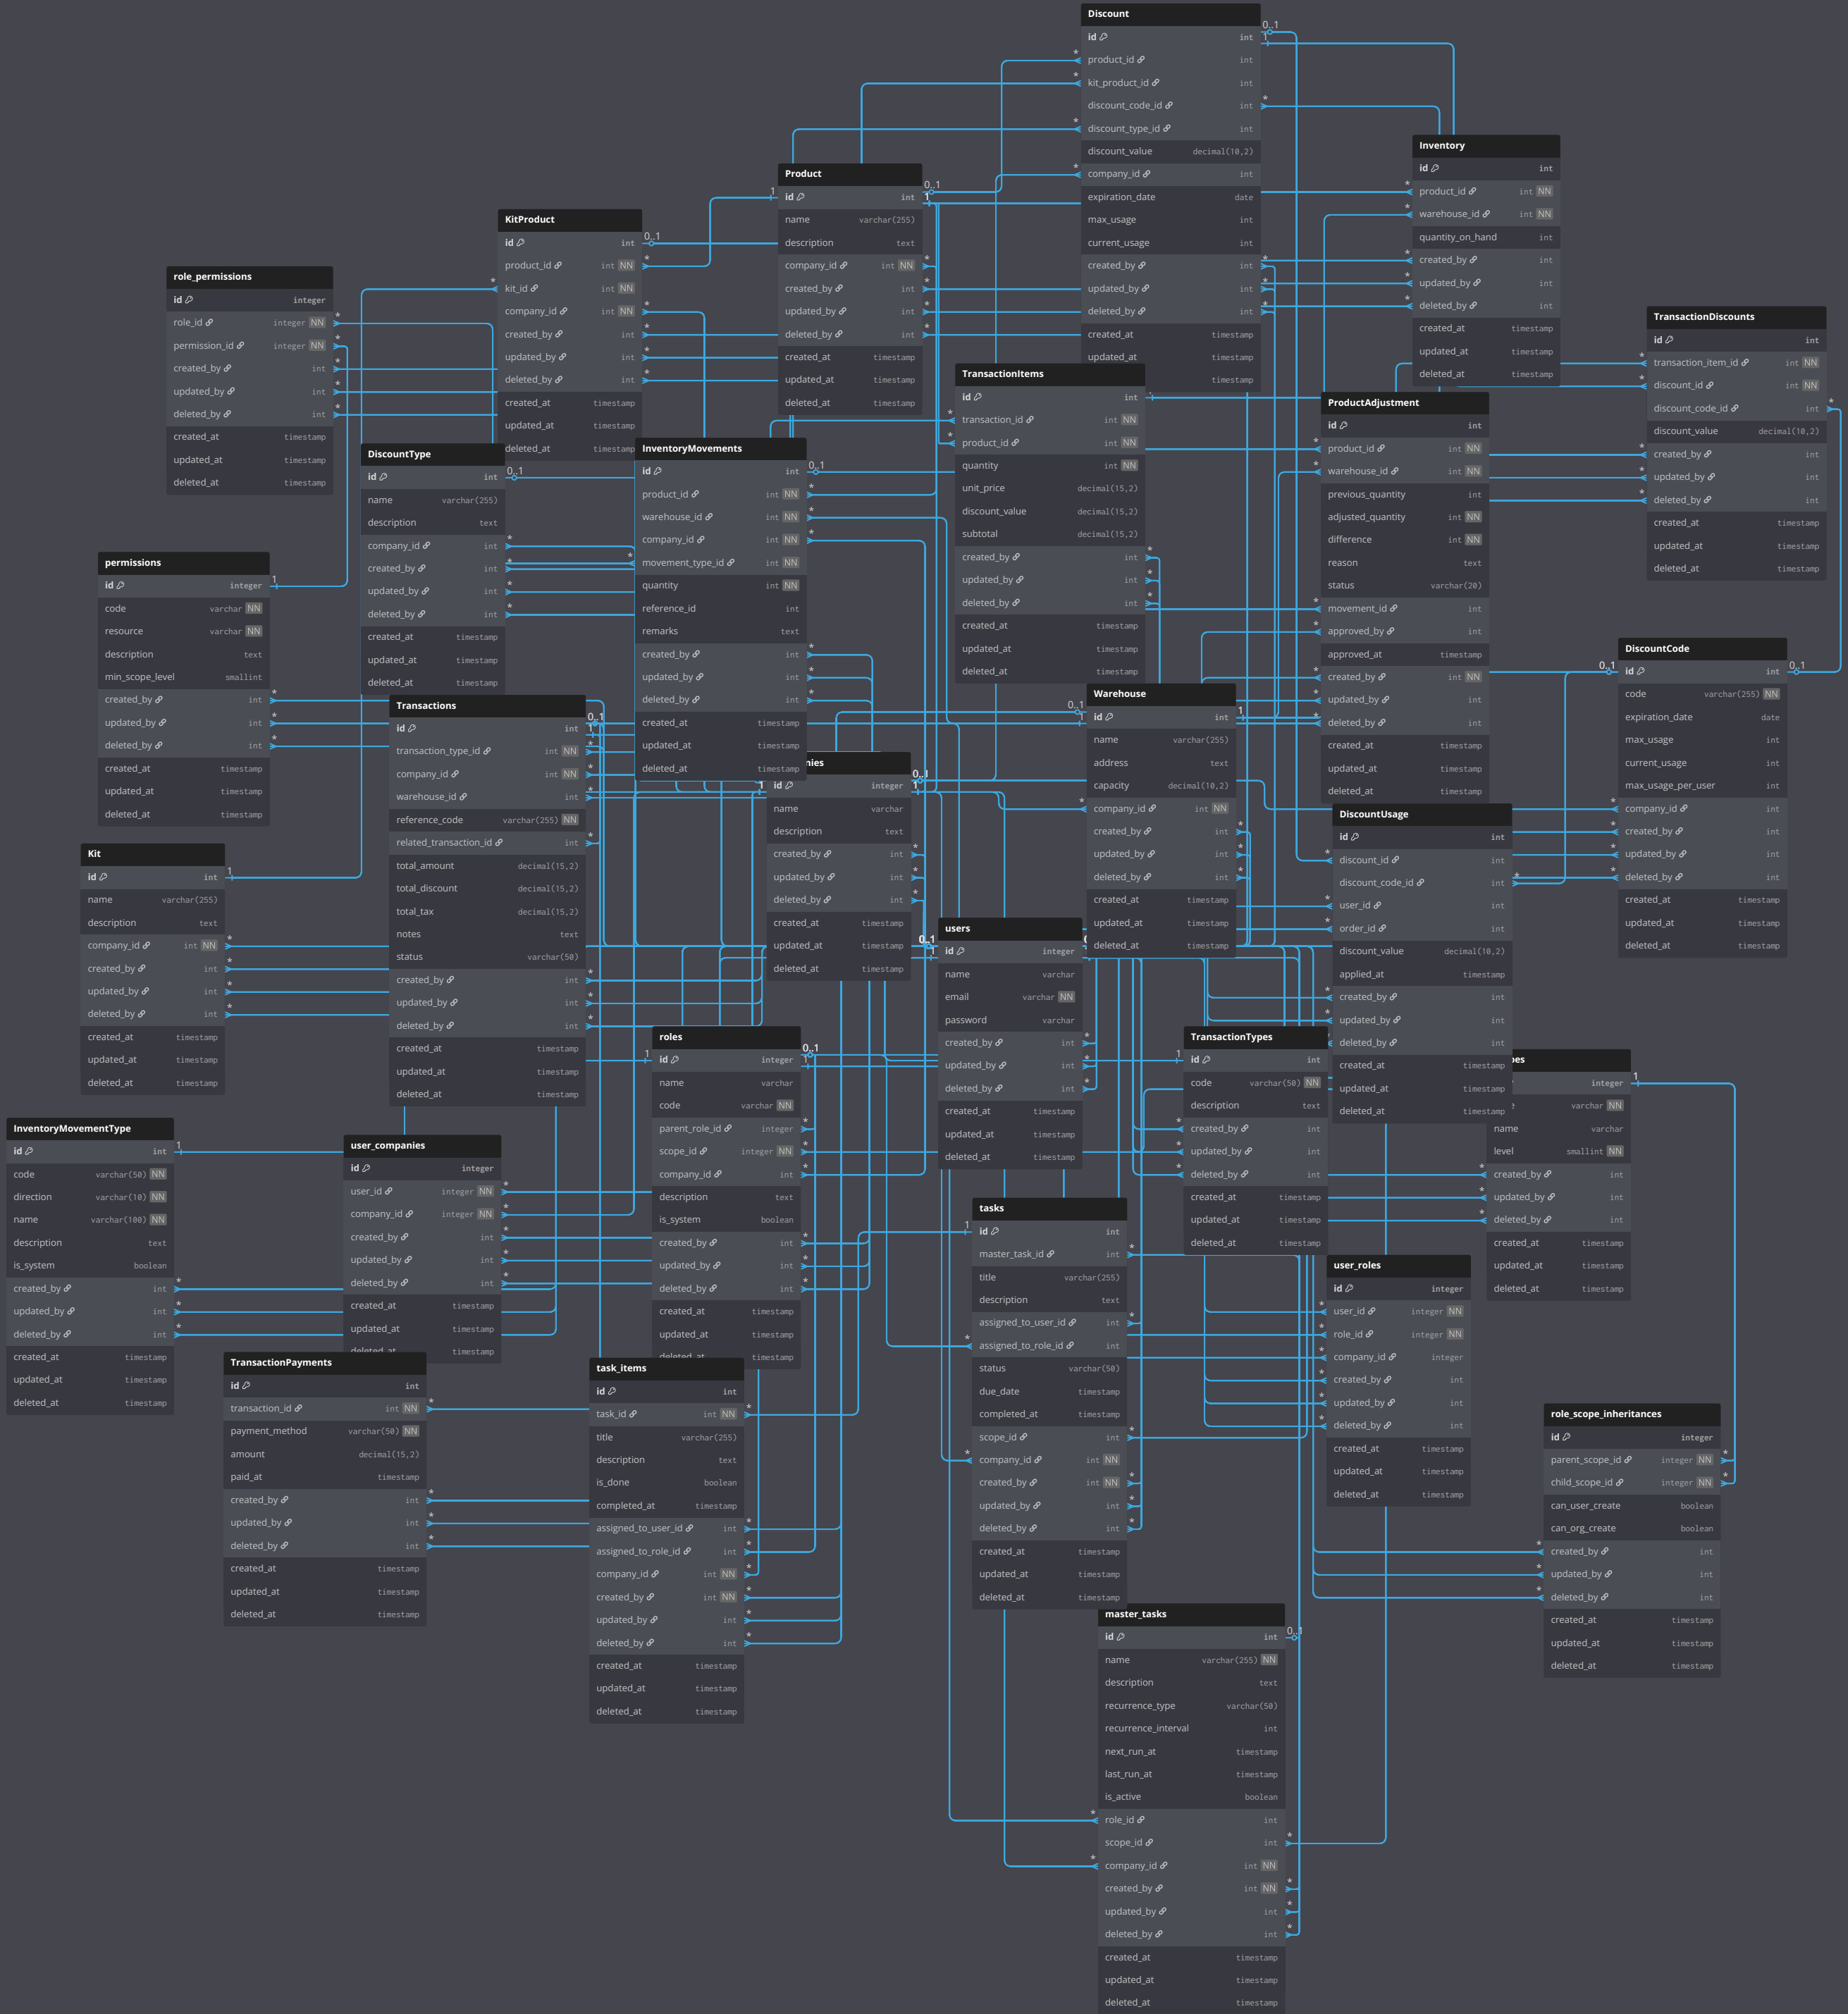 Discount
id int
product_id int
kit_product_id int
discount_code_id int
discount_type_id int
discount_value decimal(10,2)
company_id int
expiration_date date
max_usage int
current_usage int
created_by int
updated_by int
deleted_by int
created_at timestamp
updated_at timestamp
timestamp
Inventory
id int
product_id int NN
warehouse_id int NN
quantity_on_hand int
created_by int
updated_by int
deleted_by int
created_at timestamp
updated_at timestamp
deleted_at timestamp
Product
id int
name varchar(255)
description text
company_id int NN
created_by int
updated_by int
deleted_by int
created_at timestamp
updated_at timestamp
deleted_at timestamp
KitProduct
id int
product_id int NN
kit_id int NN
company_id int NN
created_by int
updated_by int
deleted_by int
created_at timestamp
updated_at timestamp
deleted_at timestamp
role_permissions
id integer
role_id integer NN
permission_id integer NN
created_by int
updated_by int
deleted_by int
created_at timestamp
updated_at timestamp
deleted_at timestamp
TransactionDiscounts
id int
transaction_item_id int NN
discount_id int NN
discount_code_id int
discount_value decimal(10,2)
created_by int
updated_by int
deleted_by int
created_at timestamp
updated_at timestamp
deleted_at timestamp
TransactionItems
id int
transaction_id int NN
product_id int NN
quantity int NN
unit_price decimal(15,2)
discount_value decimal(15,2)
subtotal decimal(15,2)
created_by int
updated_by int
deleted_by int
created_at timestamp
updated_at timestamp
deleted_at timestamp
ProductAdjustment
id int
product_id int NN
warehouse_id int NN
previous_quantity int
adjusted_quantity int NN
difference int NN
reason text
status varchar(20)
movement_id int
approved_by int
approved_at timestamp
created_by int
updated_by int
deleted_by int
created_at timestamp
updated_at timestamp
deleted_at timestamp
DiscountType
id int
name varchar(255)
description text
company_id int
created_by int
updated_by int
deleted_by int
created_at timestamp
updated_at timestamp
deleted_at timestamp
InventoryMovements
id int
product_id int NN
warehouse_id int NN
company_id int NN
movement_type_id int NN
quantity int NN
reference_id int
remarks text
created_by int
updated_by int
deleted_by int
created_at timestamp
updated_at timestamp
deleted_at timestamp
permissions
id integer
code varchar NN
resource varchar NN
description text
min_scope_level smallint
created_by int
updated_by int
deleted_by int
created_at timestamp
updated_at timestamp
deleted_at timestamp
DiscountCode
id int
code varchar(255) NN
expiration_date date
max_usage int
current_usage int
max_usage_per_user int
company_id int
created_by int
updated_by int
deleted_by int
created_at timestamp
updated_at timestamp
deleted_at timestamp
Transactions
id int
transaction_type_id int NN
company_id int NN
warehouse_id int NN
reference_code varchar(255) NN
related_transaction_id int
total_amount decimal(15,2)
total_discount decimal(15,2)
total_tax decimal(15,2)
notes text
status varchar(50)
created_by int
updated_by int
deleted_by int
created_at timestamp
updated_at timestamp
deleted_at timestamp
Warehouse
id int
name varchar(255)
address text
capacity decimal(10,2)
company_id int NN
created_by int
updated_by int
deleted_by int
created_at timestamp
updated_at timestamp
deleted_at timestamp
nies
id integer
name varchar
description text
created_by int
updated_by int
deleted_by int
created_at timestamp
updated_at timestamp
deleted_at timestamp
DiscountUsage
id int
discount_id int
discount_code_id int
user_id int
order_id int
discount_value decimal(10,2)
applied_at timestamp
created_by int
updated_by int
deleted_by int
created_at timestamp
updated_at timestamp
deleted_at timestamp
Kit
id int
name varchar(255)
description text
company_id int NN
created_by int
updated_by int
deleted_by int
created_at timestamp
updated_at timestamp
deleted_at timestamp
users
id integer
name varchar
email varchar NN
password varchar
created_by int
updated_by int
deleted_by int
created_at timestamp
updated_at timestamp
deleted_at timestamp
roles
id integer
name varchar
code varchar NN
parent_role_id integer
scope_id integer NN
company_id int
description text
is_system boolean
created_by int
updated_by int
deleted_by int
created_at timestamp
updated_at timestamp
deleted_at timestamp
TransactionTypes
id int
code varchar(50) NN
description text
created_by int
updated_by int
deleted_by int
created_at timestamp
updated_at timestamp
deleted_at timestamp
pes
integer
varchar NN
name varchar
level smallint NN
created_by int
updated_by int
deleted_by int
created_at timestamp
updated_at timestamp
deleted_at timestamp
InventoryMovementType
id int
code varchar(50) NN
direction varchar(10) NN
name varchar(100) NN
description text
is_system boolean
created_by int
updated_by int
deleted_by int
created_at timestamp
updated_at timestamp
deleted_at timestamp
user_companies
id integer
user_id integer NN
company_id integer NN
created_by int
updated_by int
deleted_by int
created_at timestamp
updated_at timestamp
deleted_at timestamp
tasks
id int
master_task_id int
title varchar(255)
description text
assigned_to_user_id int
assigned_to_role_id int
status varchar(50)
due_date timestamp
completed_at timestamp
scope_id int
company_id int NN
created_by int NN
updated_by int
deleted_by int
created_at timestamp
updated_at timestamp
deleted_at timestamp
user_roles
id integer
user_id integer NN
role_id integer NN
company_id integer
created_by int
updated_by int
deleted_by int
created_at timestamp
updated_at timestamp
deleted_at timestamp
TransactionPayments
id int
transaction_id int NN
payment_method varchar(50) NN
amount decimal(15,2)
paid_at timestamp
created_by int
updated_by int
deleted_by int
created_at timestamp
updated_at timestamp
deleted_at timestamp
task_items
id int
task_id int NN
title varchar(255)
description text
is_done boolean
completed_at timestamp
assigned_to_user_id int
assigned_to_role_id int
company_id int NN
created_by int NN
updated_by int
deleted_by int
created_at timestamp
updated_at timestamp
deleted_at timestamp
role_scope_inheritances
id integer
parent_scope_id integer NN
child_scope_id integer NN
can_user_create boolean
can_org_create boolean
created_by int
updated_by int
deleted_by int
created_at timestamp
updated_at timestamp
deleted_at timestamp
master_tasks
id int
name varchar(255) NN
description text
recurrence_type varchar(50)
recurrence_interval int
next_run_at timestamp
last_run_at timestamp
is_active boolean
role_id int
scope_id int
company_id int NN
created_by int NN
updated_by int
deleted_by int
created_at timestamp
updated_at timestamp
deleted_at timestamp